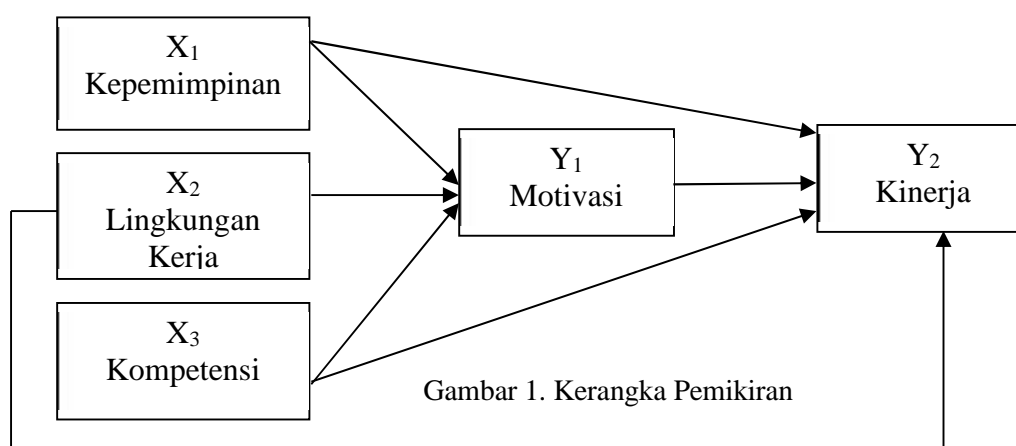 X₁
Kepemimpinan
X₂
Lingkungan
Kerja
X₃
Kompetensi
Y₁
Motivasi
Y₂
Kinerja
Gambar 1. Kerangka Pemikiran